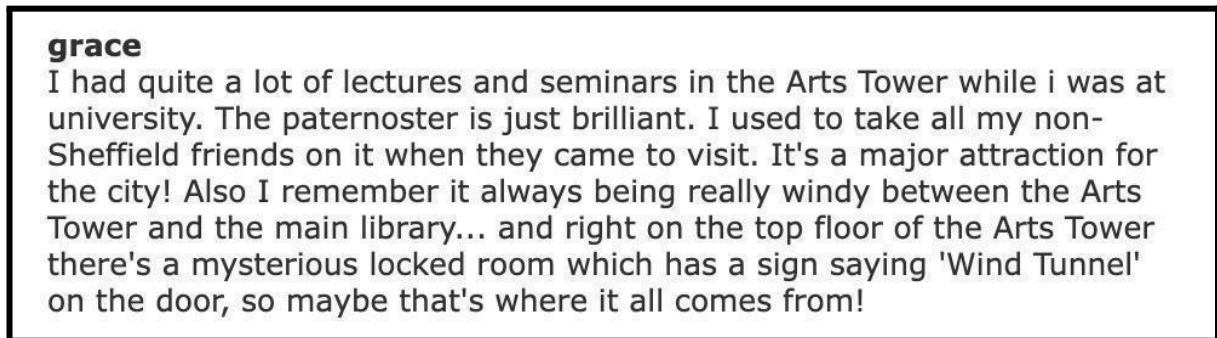 grace
I had quite a lot of lectures and seminars in the Arts Tower while i was at
university. The paternoster is just brilliant. I used to take all my non-
Sheffield friends on it when they came to visit. It's a major attraction for
the city! Also I remember it always being really windy between the Arts
Tower and the main library... and right on the top floor of the Arts Tower
there's a mysterious locked room which has a sign saying 'Wind Tunnel'
on the door, so maybe that's where it all comes from!